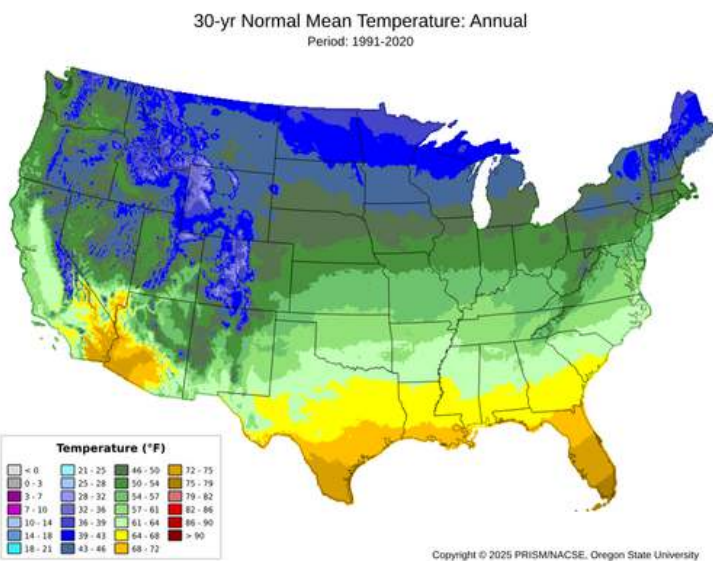 30-yr Normal Mean Temperature: Annual
Period: 1991-2020
Temperature (°F)
< 0
0 - 3
3 - 7
7 - 10
10 - 14
14 - 18
18 - 21
21 - 25
25 - 28
28 - 32
32 - 36
36 - 39
39 - 43
43 - 46
46 - 50
50 - 54
54 - 57
57 - 61
61 - 64
64 - 68
68 - 72
72 - 75
75 - 79
79 - 82
82 - 86
86 - 90
> 90
Copyright © 2025 PRISM/NACSE, Oregon State University